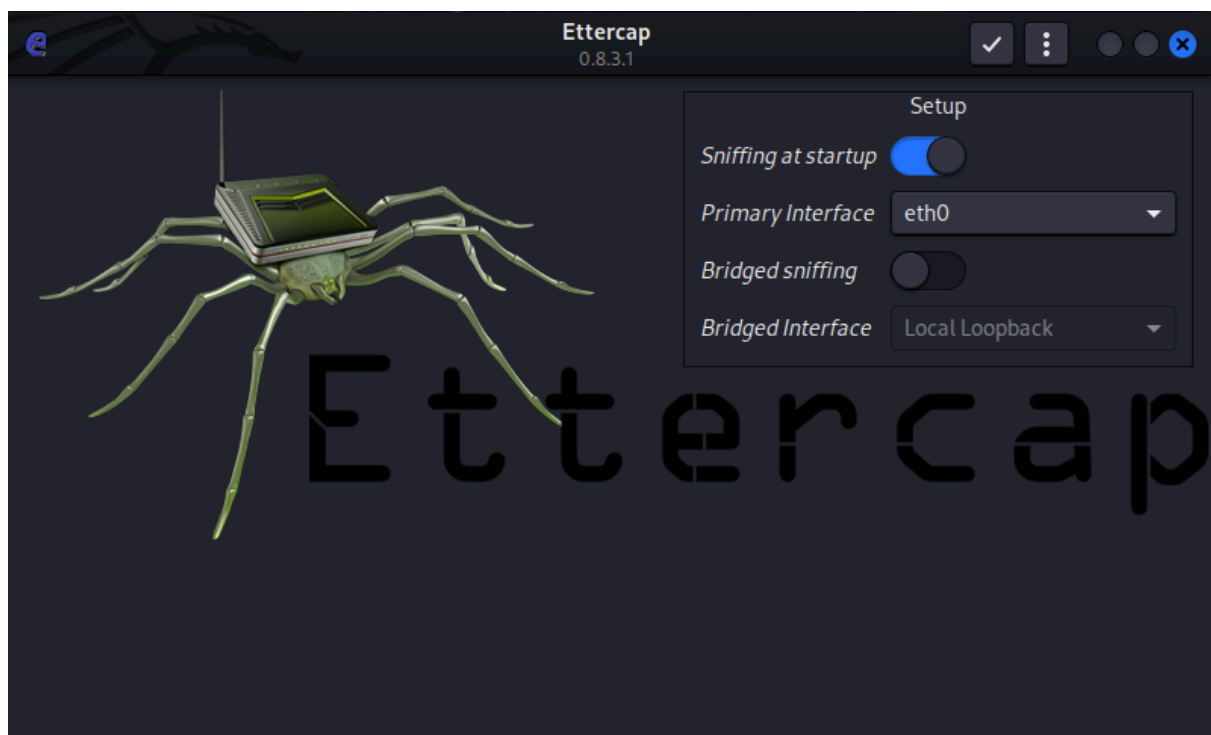 Ettercap
0.8.3.1
Setup
Sniffing at startup
Primary Interface eth0
Bridged sniffing
Bridged Interface Local Loopback
Ettercap